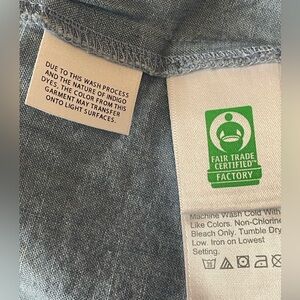 DUE TO THIS WASH PROCESS
AND THE NATURE OF INDIGO
DYES, THE COLOR FROM THIS
GARMENT MAY TRANSFER
ONTO LIGHT SURFACES.
FAIR TRADE
CERTIFIED™
FACTORY
Machine Wash Cold With
Like Colors. Non-Chlorine
Bleach Only. Tumble Dry
Low. Iron on Lowest
Setting.